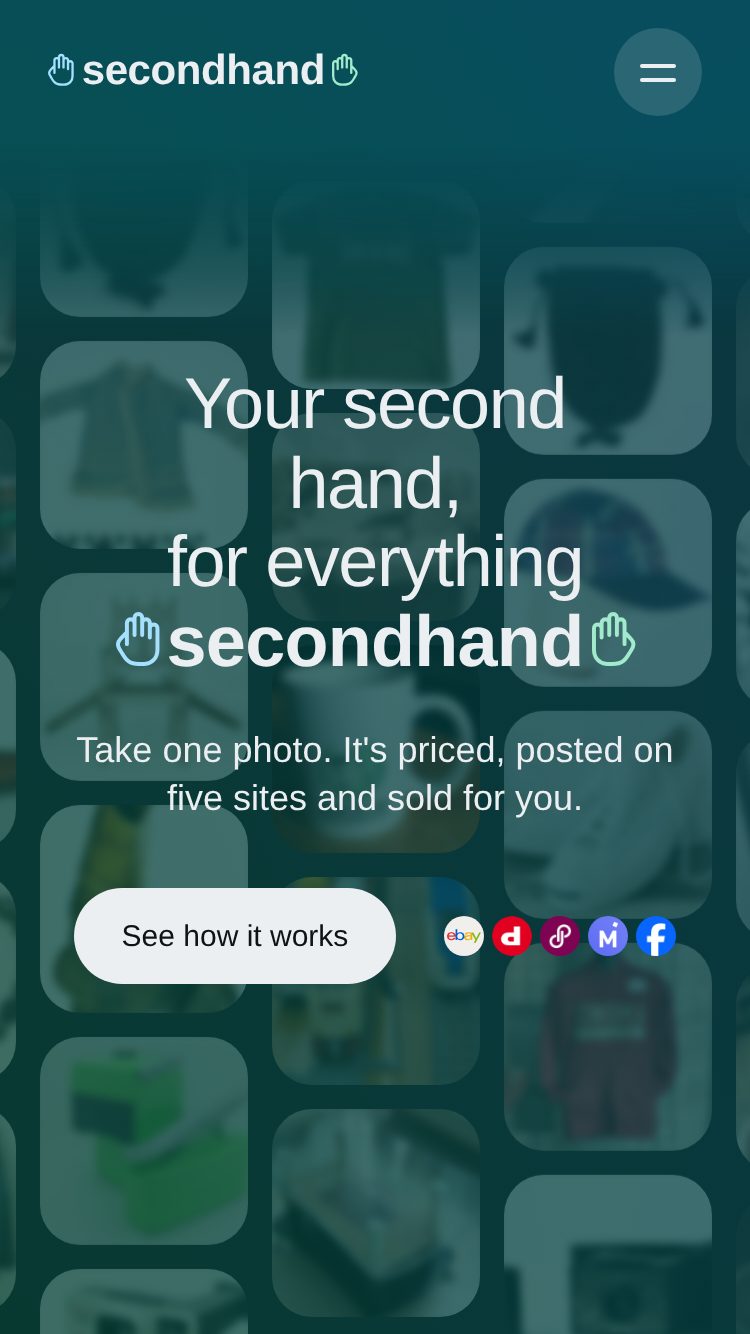 secondhand
Your second
hand,
for everything
secondhand
Take one photo. It's priced, posted on
five sites and sold for you.
See how it works
ebay